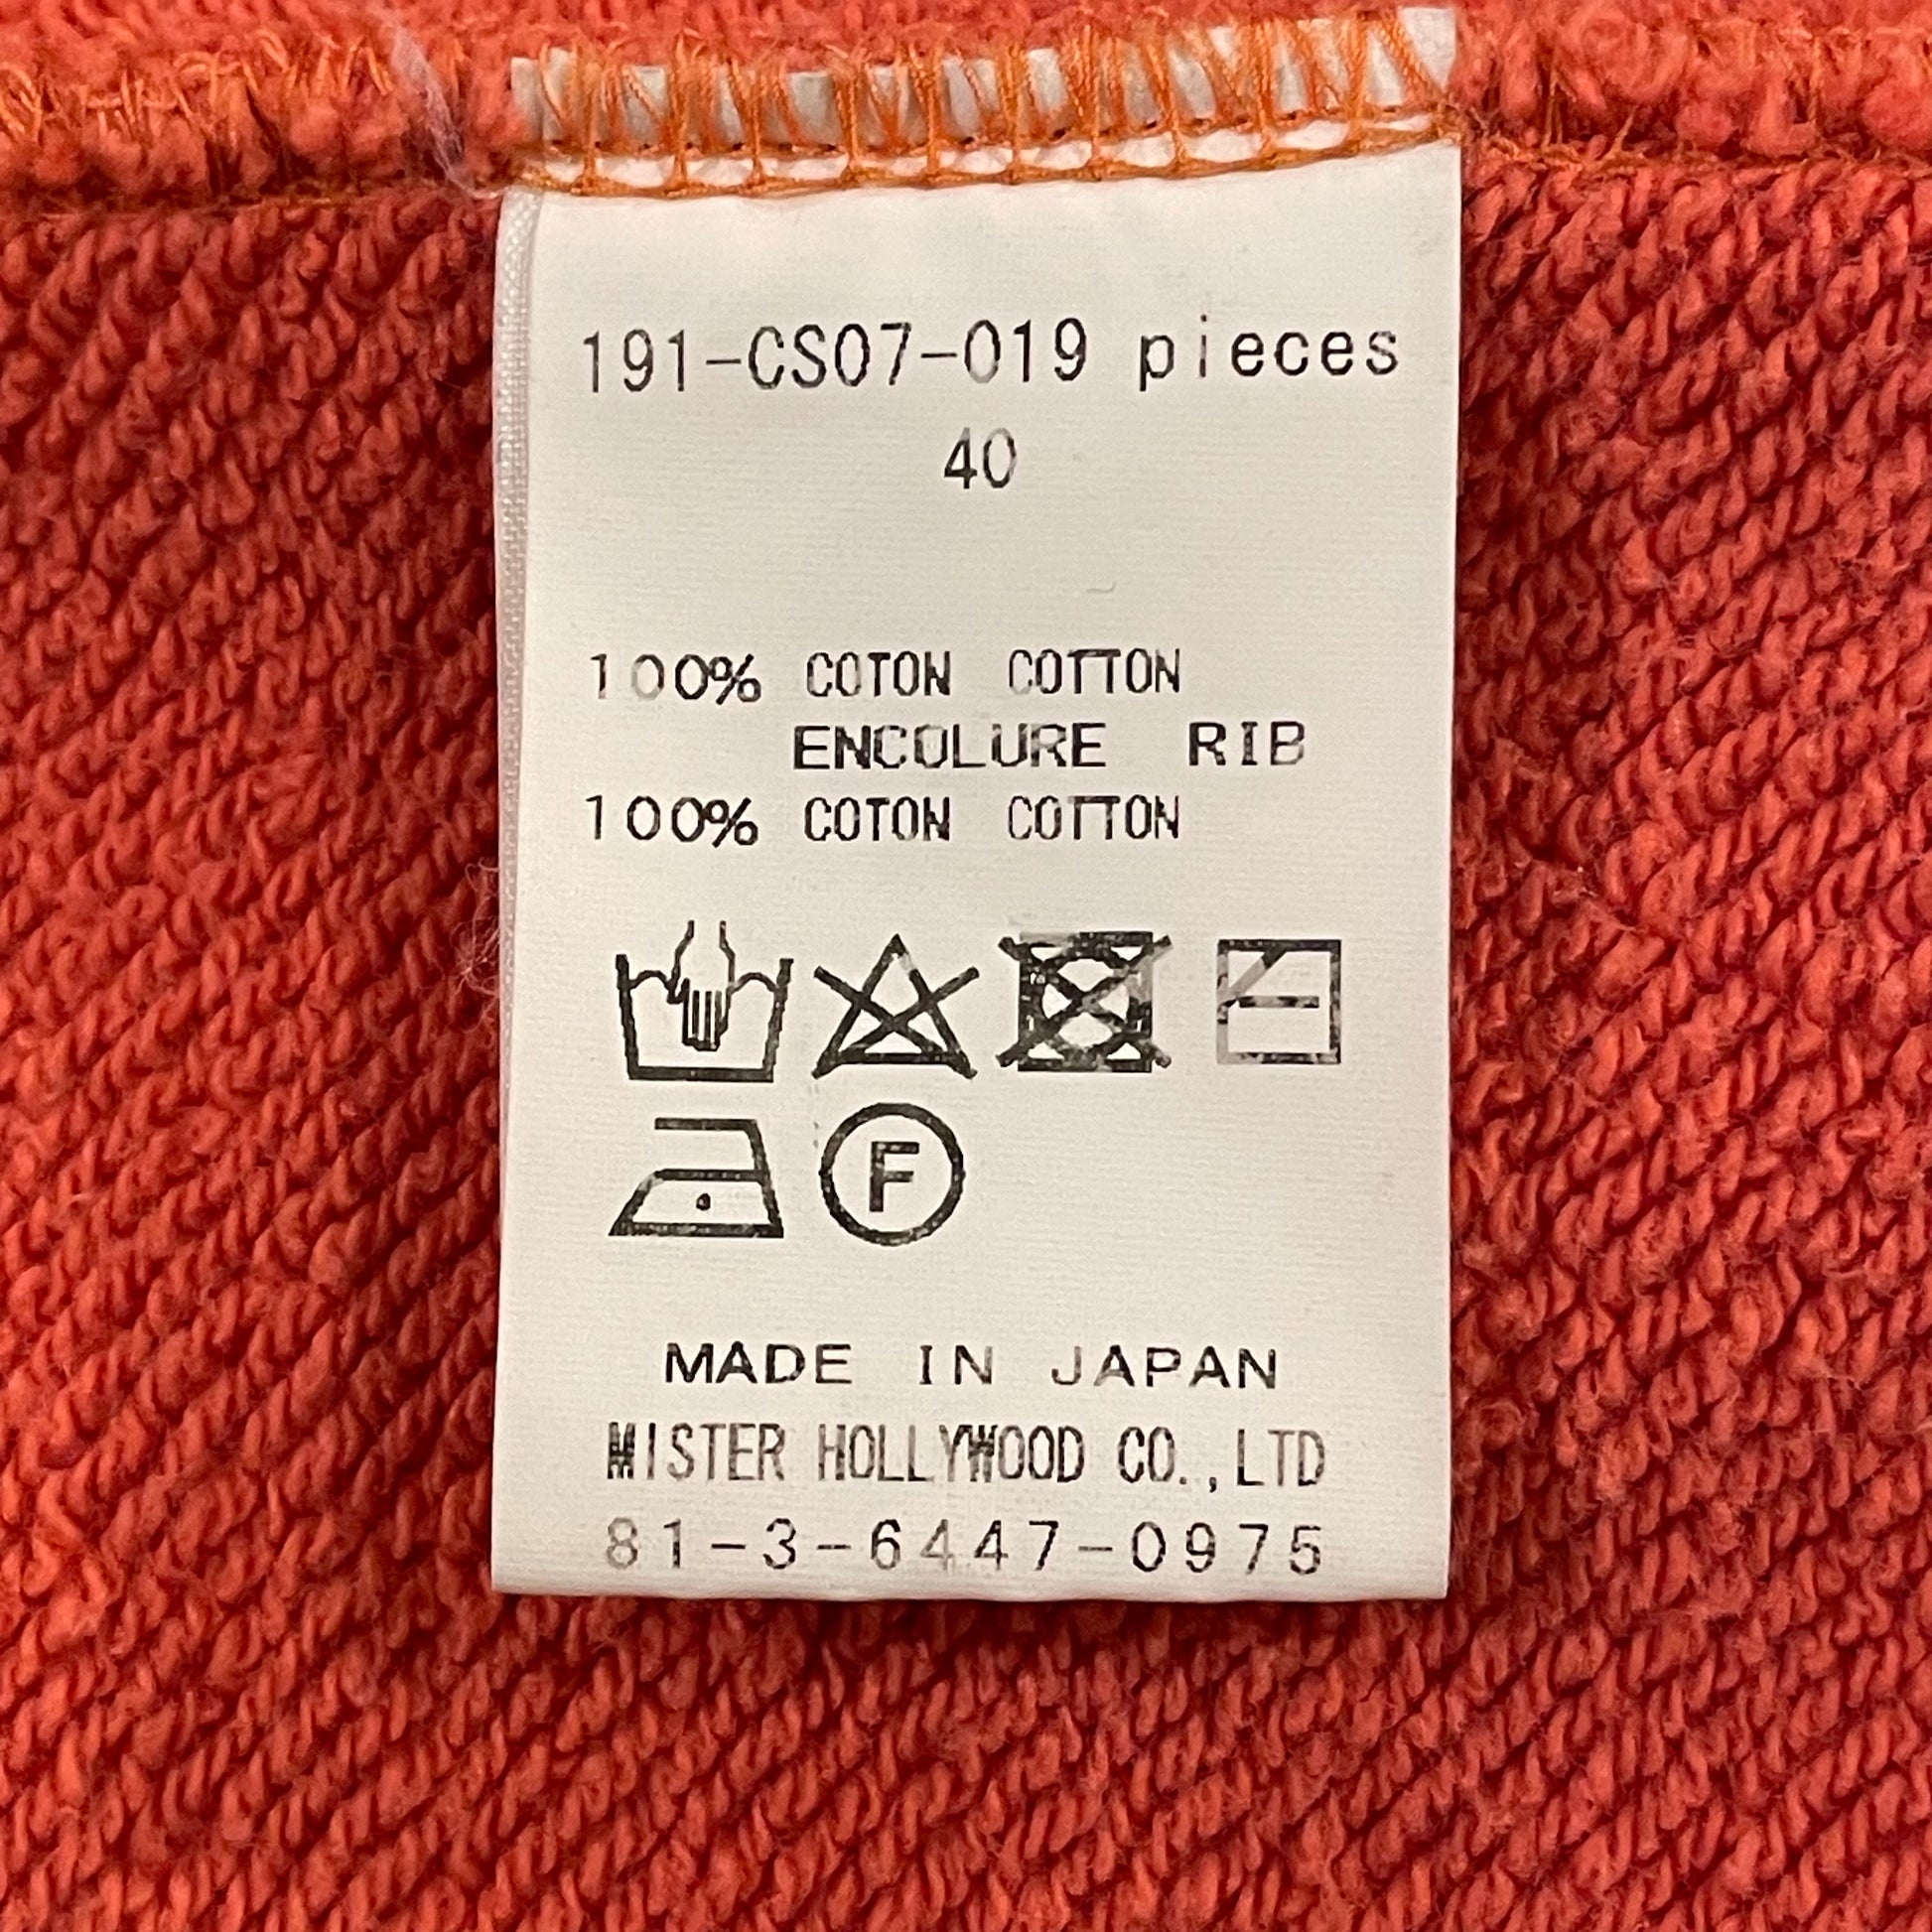 191-CS07-019 pieces
40
100% COTON COTTON
ENCOLURE RIB
100% COTON COTTON
F
MADE IN JAPAN
MISTER HOLLYWOOD CO.,LTD
81-3-6447-0975